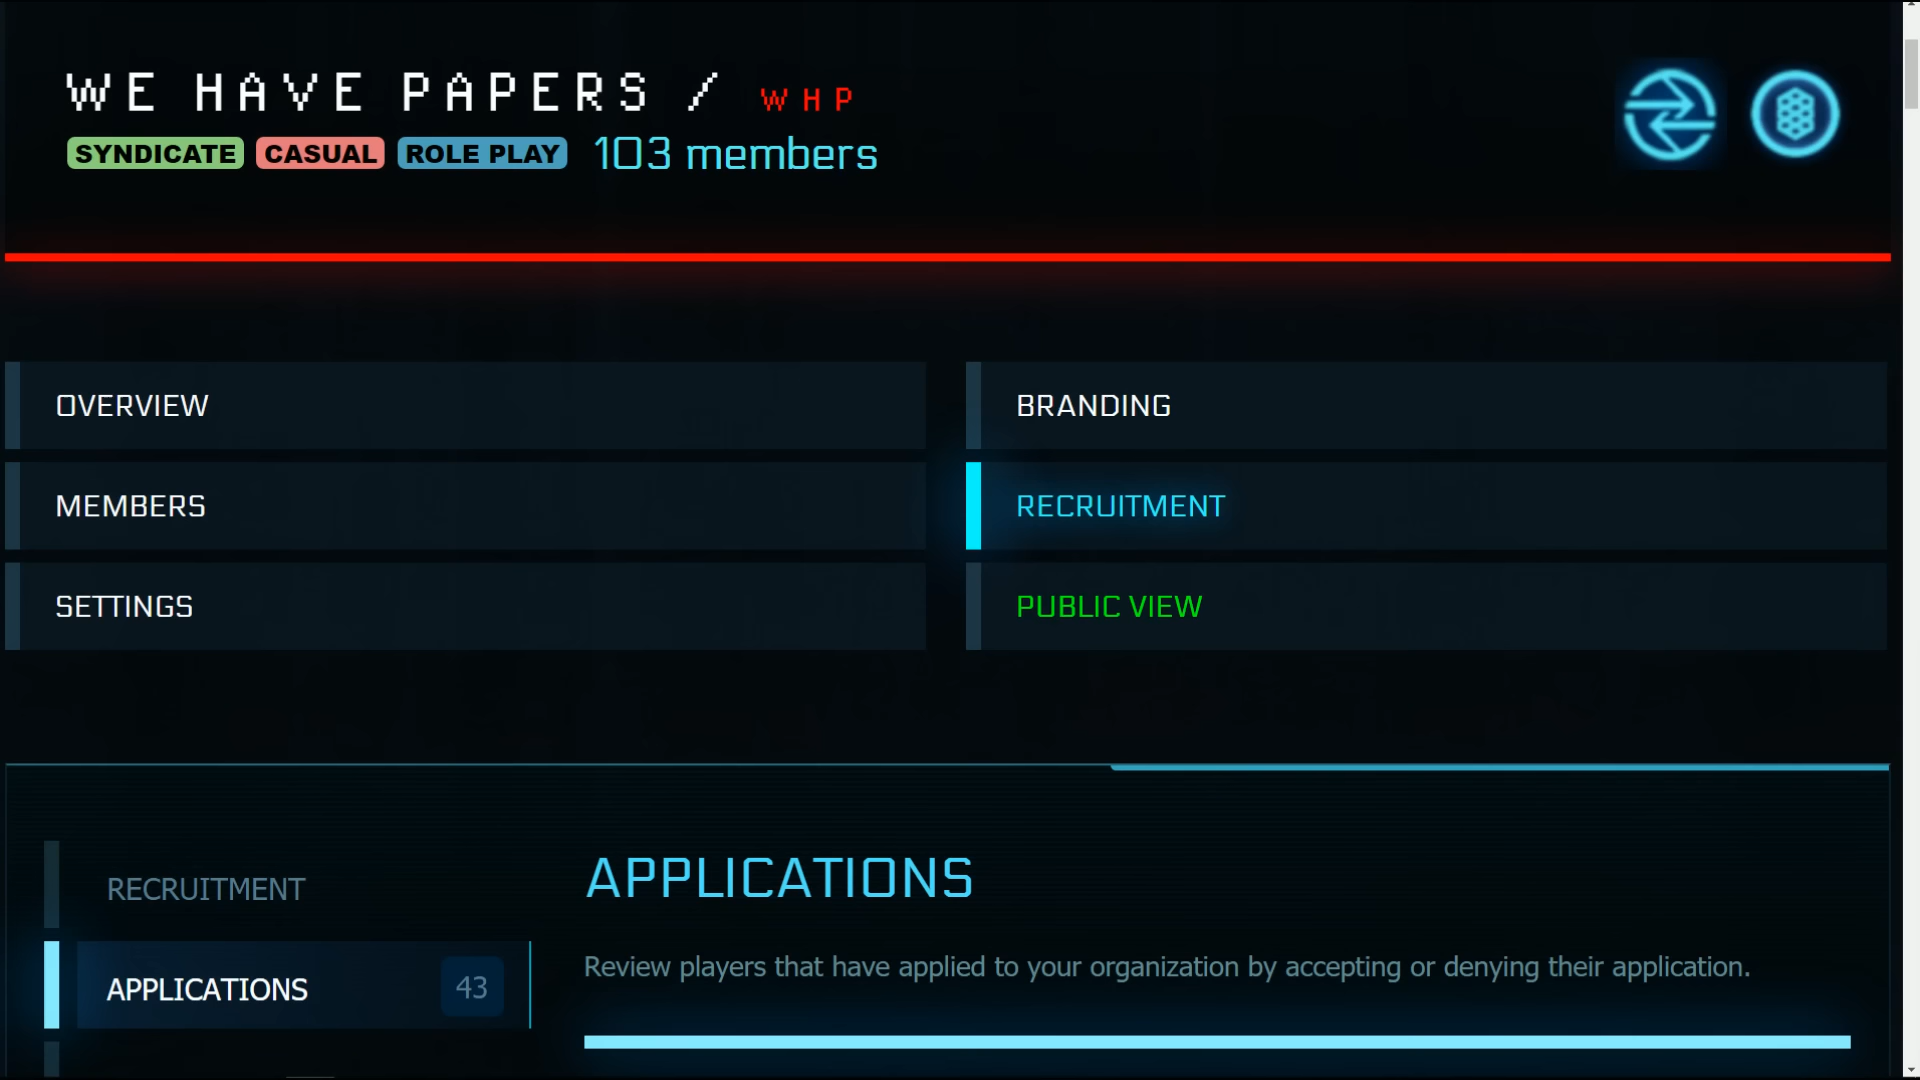 WE HAVE PAPERS / WHP
SYNDICATE CASUAL ROLE PLAY 103 members
OVERVIEW
BRANDING
MEMBERS
RECRUITMENT
SETTINGS
PUBLIC VIEW
RECRUITMENT
APPLICATIONS 43
APPLICATIONS
Review players that have applied to your organization by accepting or denying their application.